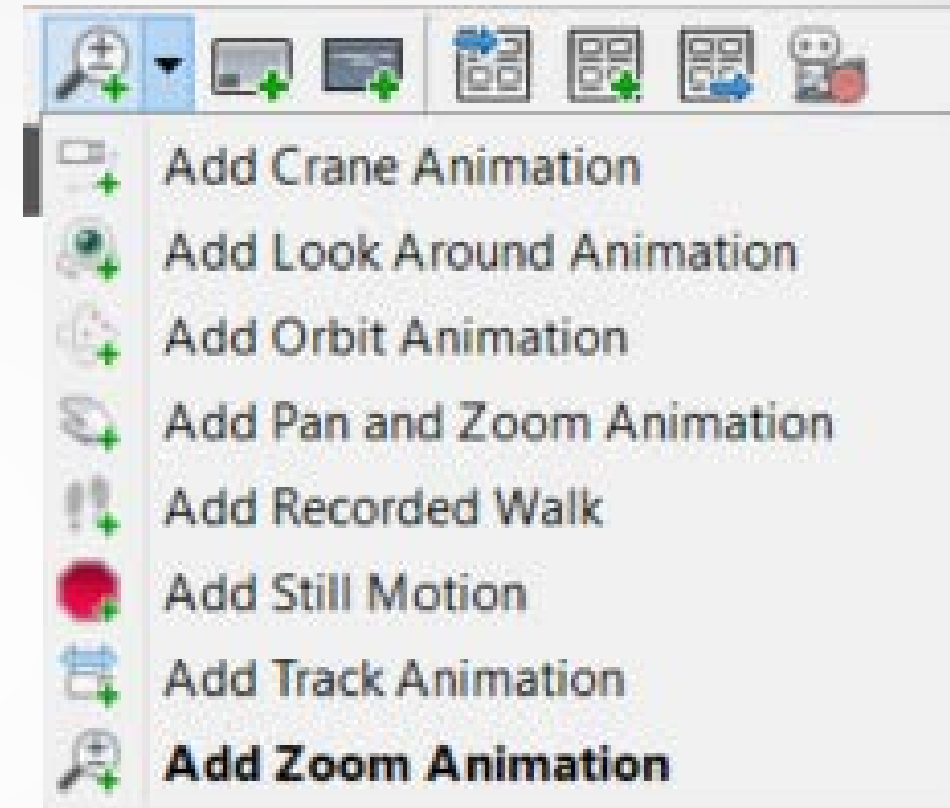 Add Crane Animation
Add Look Around Animation
Add Orbit Animation
Add Pan and Zoom Animation
Add Recorded Walk
Add Still Motion
Add Track Animation
Add Zoom Animation